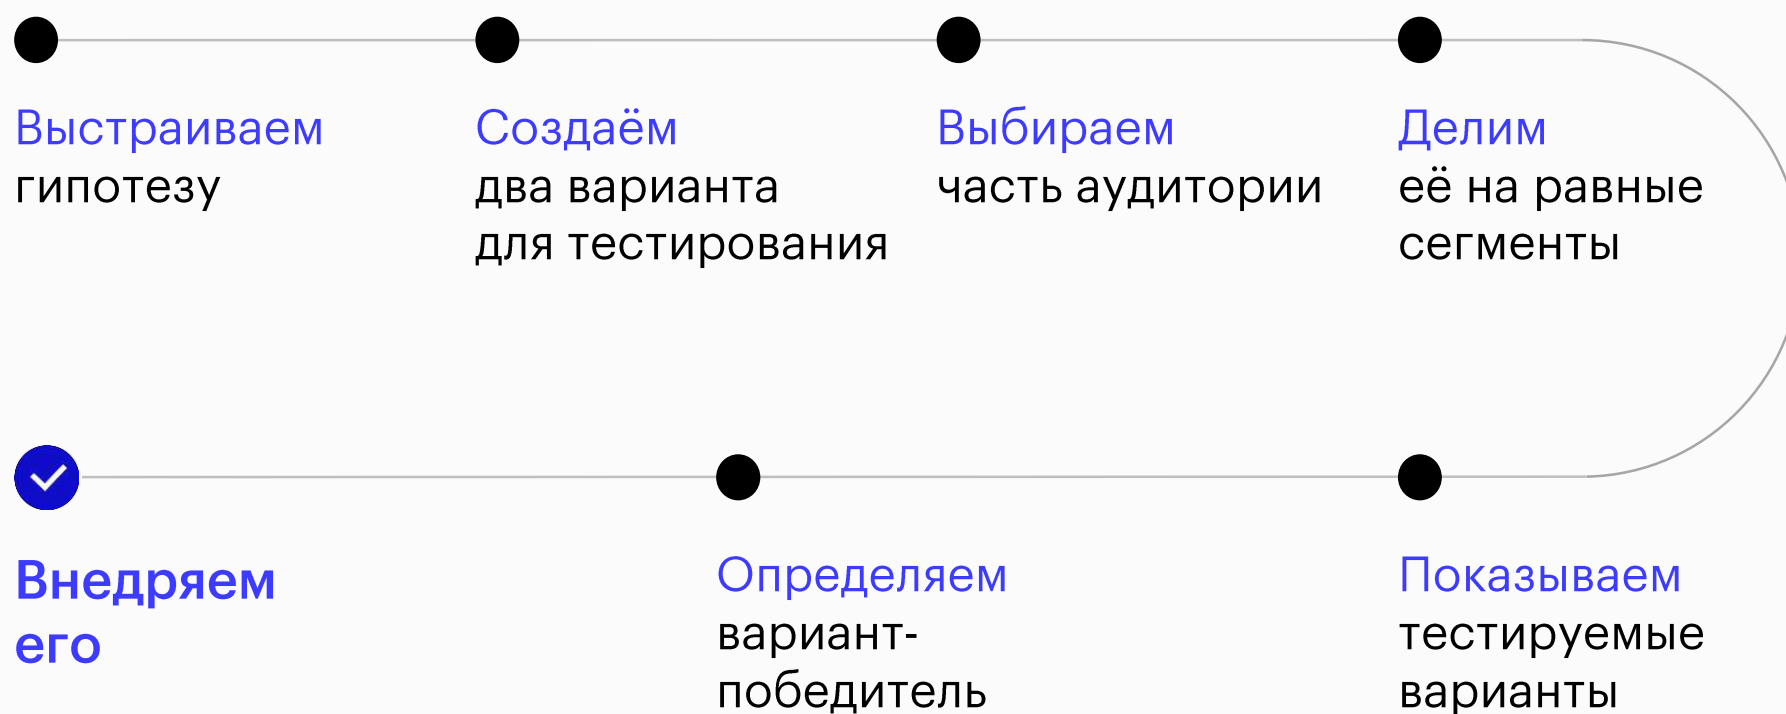 Выстраиваем
гипотезу
Создаём
два варианта
для тестирования
Выбираем
часть аудитории
Делим
её на равные
сегменты
Показываем
тестируемые
варианты
Определяем
вариант-
победитель
Внедряем
его